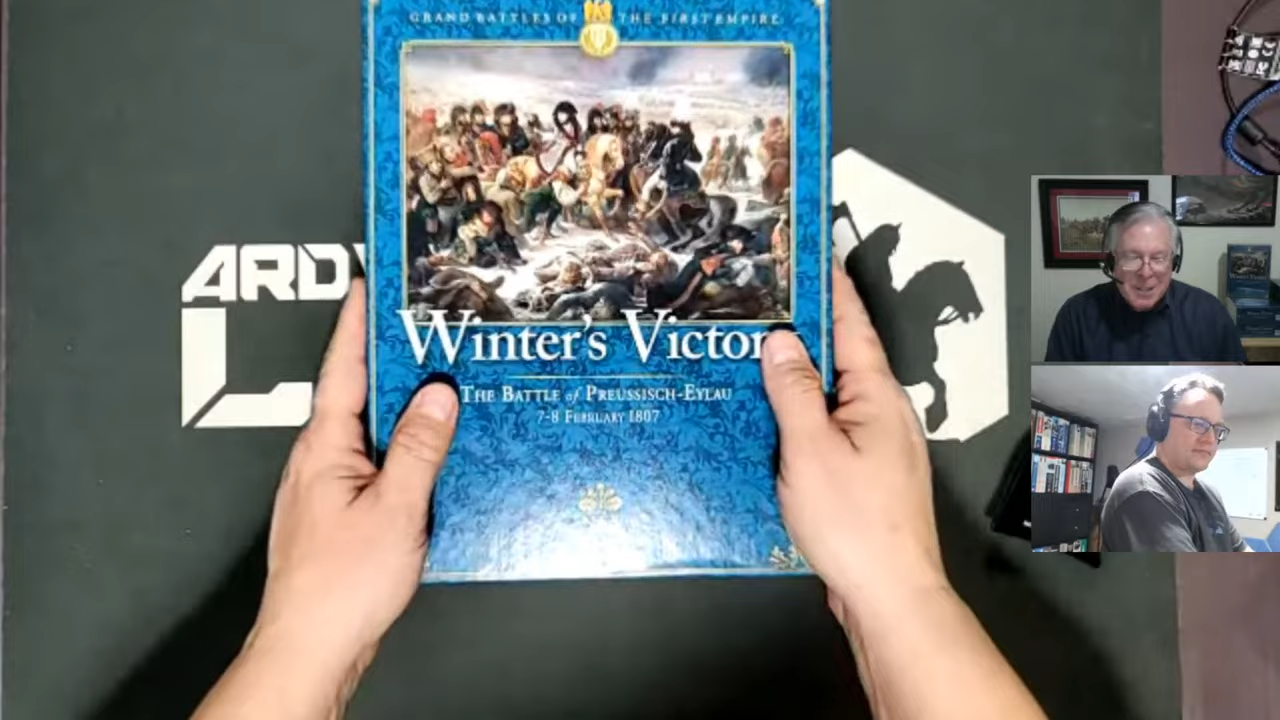 GRAND BATTLES OF THE FIRST EMPIRE
ARD
Winter's Victor
THE BATTLE of PREUSSISCH-EYLAU
7-8 FEBRUARY 1807